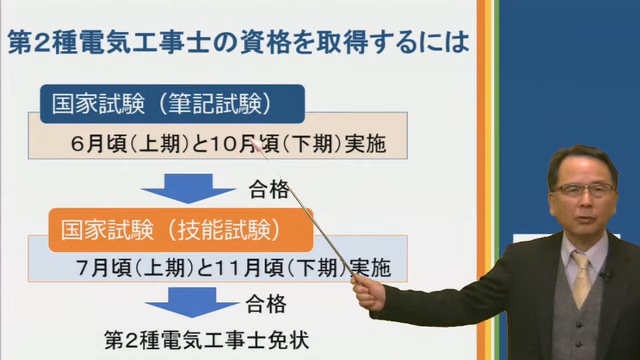 第2種電気工事士の資格を取得するには
国家試験（筆記試験）
6月頃（上期）と10月頃（下期）実施
合格
国家試験（技能試験）
7月頃（上期）と11月頃（下期）実施
合格
第2種電気工事士免状